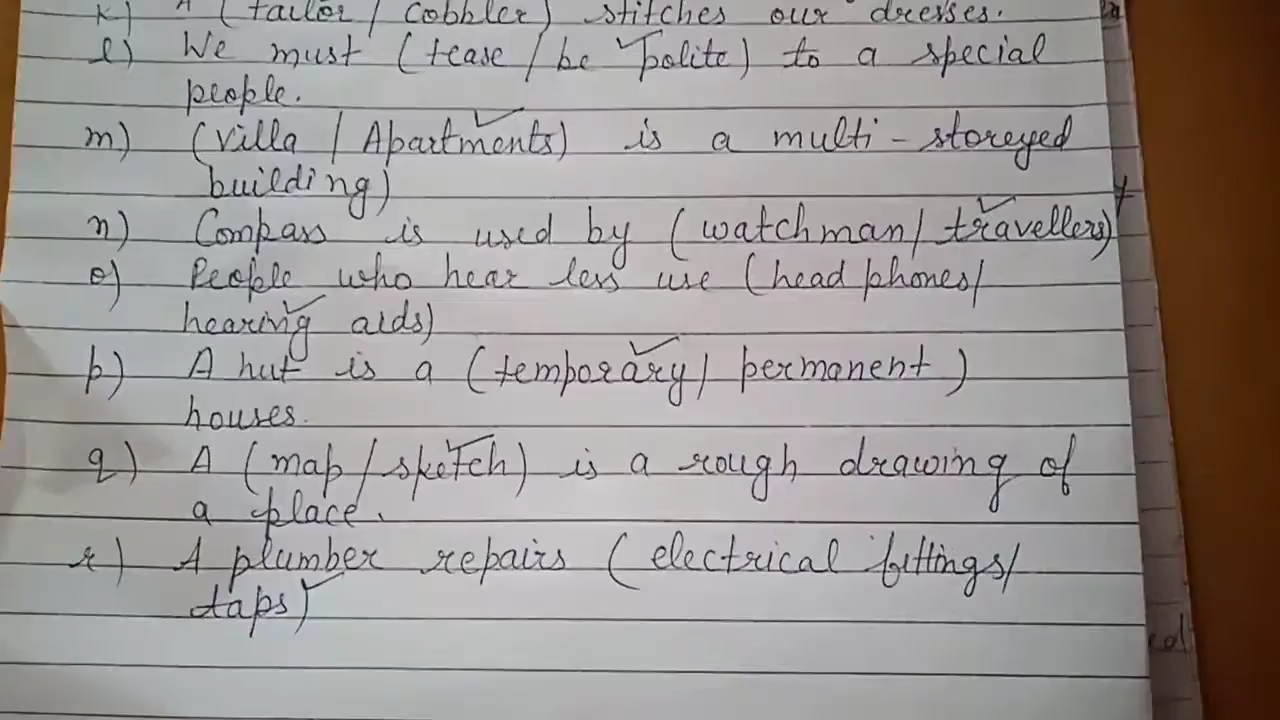 k) A (tailor / cobbler) stitches our dresses.
l) We must (tease / be polite) to a special
people.
m) (Villa / Apartments) is a multi - storeyed
building)
n) Compass is used by (watchman / travellers)
o) People who hear less use (head phones /
hearing aids)
p) A hut is a (temporary / permanent)
houses.
q) A (map / sketch) is a rough drawing of
a place.
r) A plumber repairs (electrical fittings /
taps)